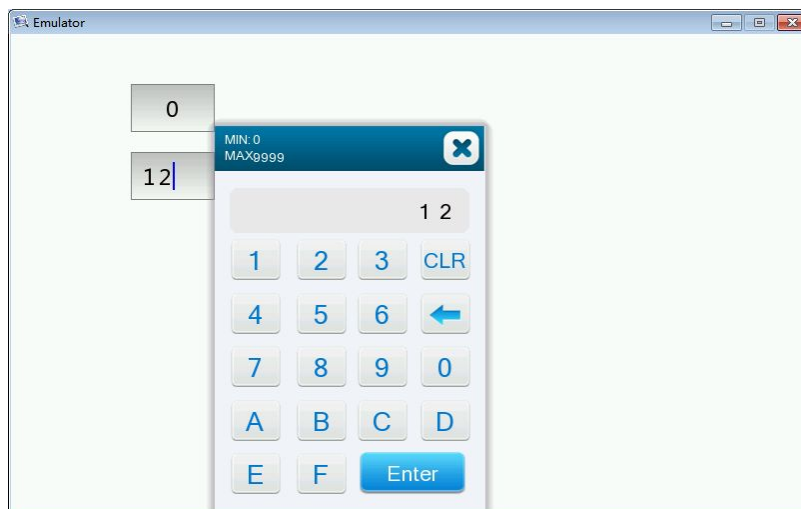 Emulator
0
MIN: 0
MAX9999
12
1 2
1 2 3 CLR
4 5 6
7 8 9 0
A B C D
E F Enter